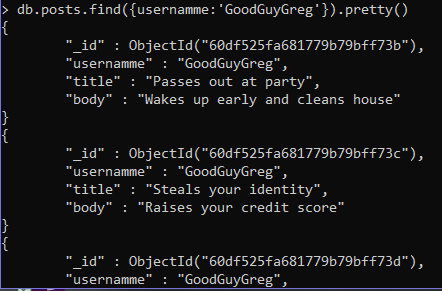 > db.posts.find({usernamme:'GoodGuyGreg'}).pretty()
{
"_id" : ObjectId("60df525fa681779b79bff73b"),
"usernamme" : "GoodGuyGreg",
"title" : "Passes out at party",
"body" : "Wakes up early and cleans house"
}
{
"_id" : ObjectId("60df525fa681779b79bff73c"),
"usernamme" : "GoodGuyGreg",
"title" : "Steals your identity",
"body" : "Raises your credit score"
}
{
"_id" : ObjectId("60df525fa681779b79bff73d"),
"usernamme" : "GoodGuyGreg",